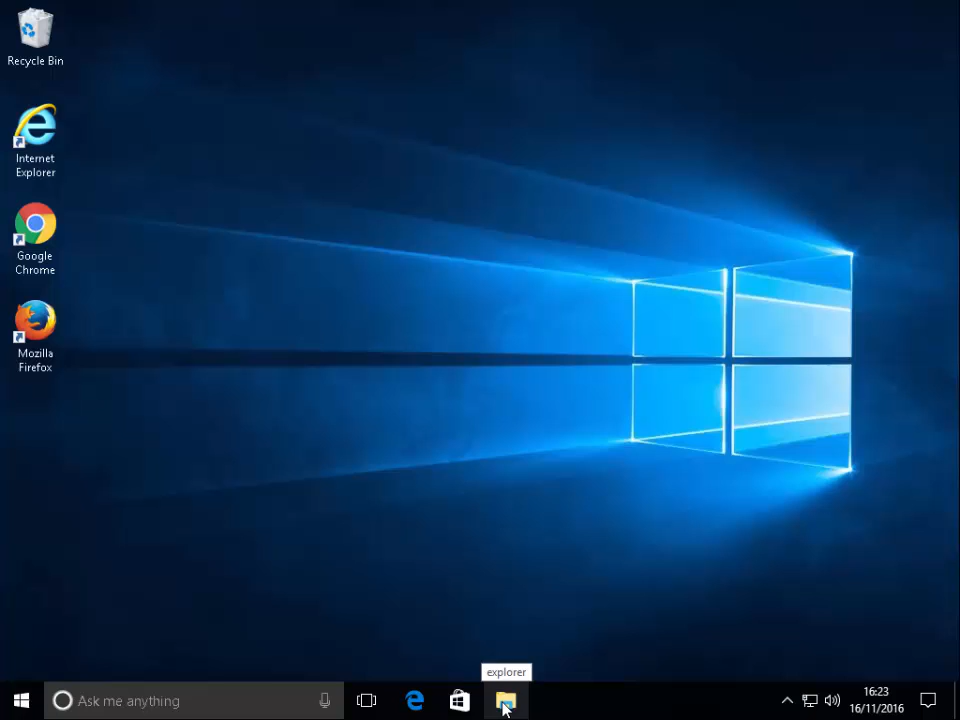 Recycle Bin
Internet
Explorer
Google
Chrome
Mozilla
Firefox
explorer
Ask me anything
16:23
16/11/2016